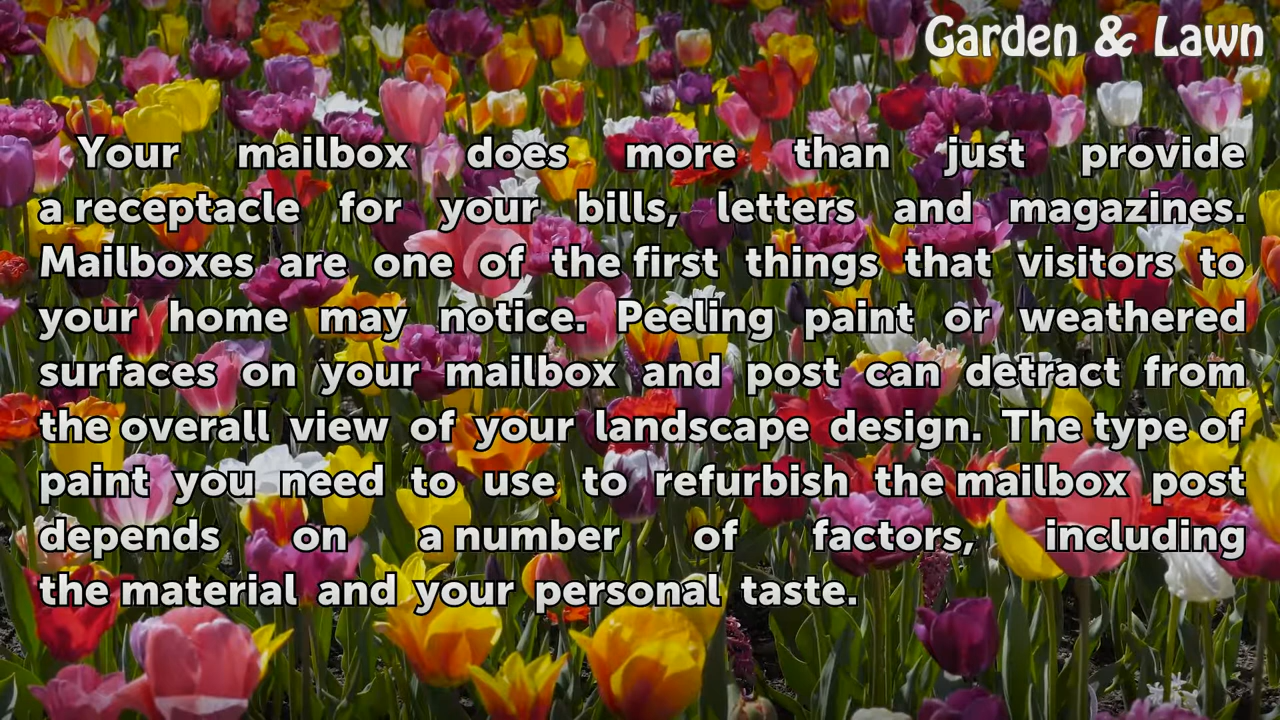 Garden & Lawn
Your mailbox does more than just provide
a receptacle for your bills, letters and magazines.
Mailboxes are one of the first things that visitors to
your home may notice. Peeling paint or weathered
surfaces on your mailbox and post can detract from
the overall view of your landscape design. The type of
paint you need to use to refurbish the mailbox post
depends on a number of factors, including
the material and your personal taste.